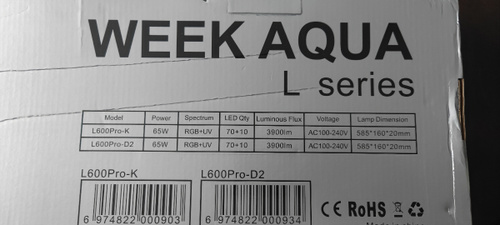 WEEK AQUA
L series
Model Power Spectrum LED Qty Luminous Flux Voltage Lamp Dimension
L600Pro-K 65W RGB+UV 70+10 3900lm AC100-240V 585*160*20mm
L600Pro-D2 65W RGB+UV 70+10 3900lm AC100-240V 585*160*20mm
L600Pro-K L600Pro-D2
6 974822 000903 6 974822 000934
CE RoHS